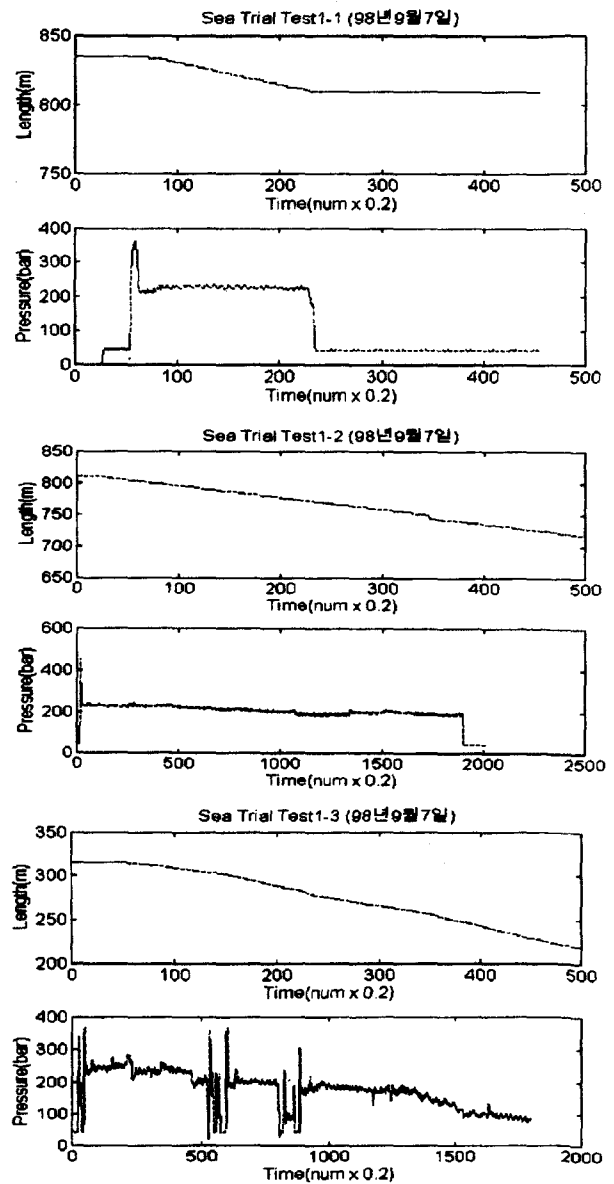 Sea Trial Test1-1 (98년9월7일)
850
800
750
Length(m)
0 100 200 300 400 500
Time(num x 0.2)
400
300
200
100
0
Pressure(bar)
0 100 200 300 400 500
Time(num x 0.2)
Sea Trial Test1-2 (98년9월7일)
850
800
750
700
650
Length(m)
0 100 200 300 400 500
Time(num x 0.2)
600
400
200
0
Pressure(bar)
0 500 1000 1500 2000 2500
Time(num x 0.2)
Sea Trial Test1-3 (98년9월7일)
350
300
250
200
Length(m)
0 100 200 300 400 500
Time(num x 0.2)
400
300
200
100
0
Pressure(bar)
0 500 1000 1500 2000
Time(num x 0.2)